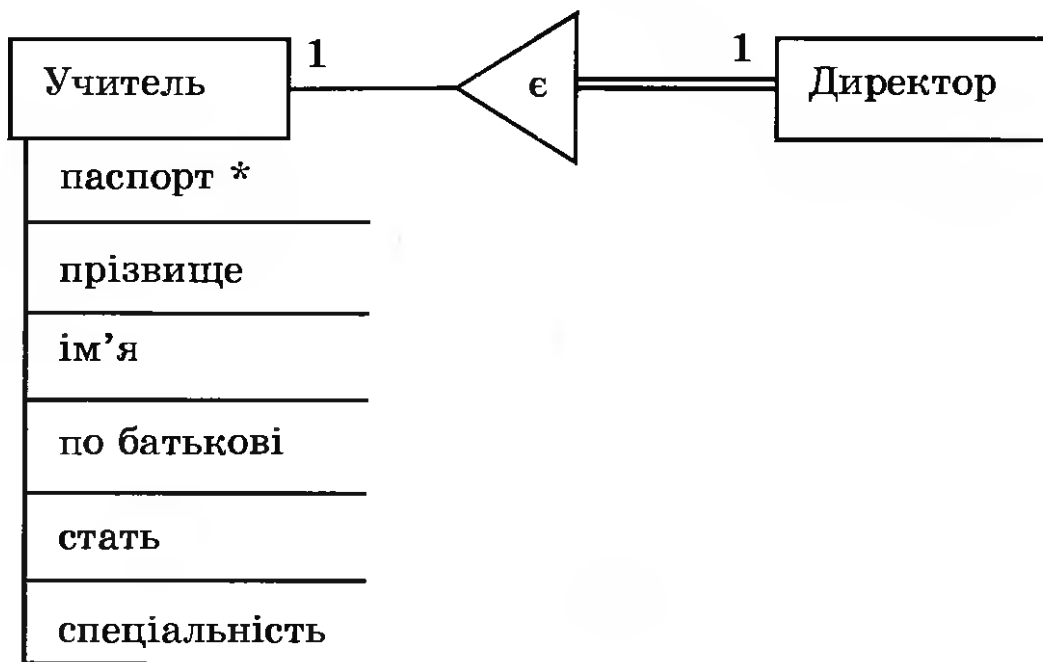 1
1
Учитель
є
Директор
паспорт *
прізвище
ім’я
по батькові
стать
спеціальність